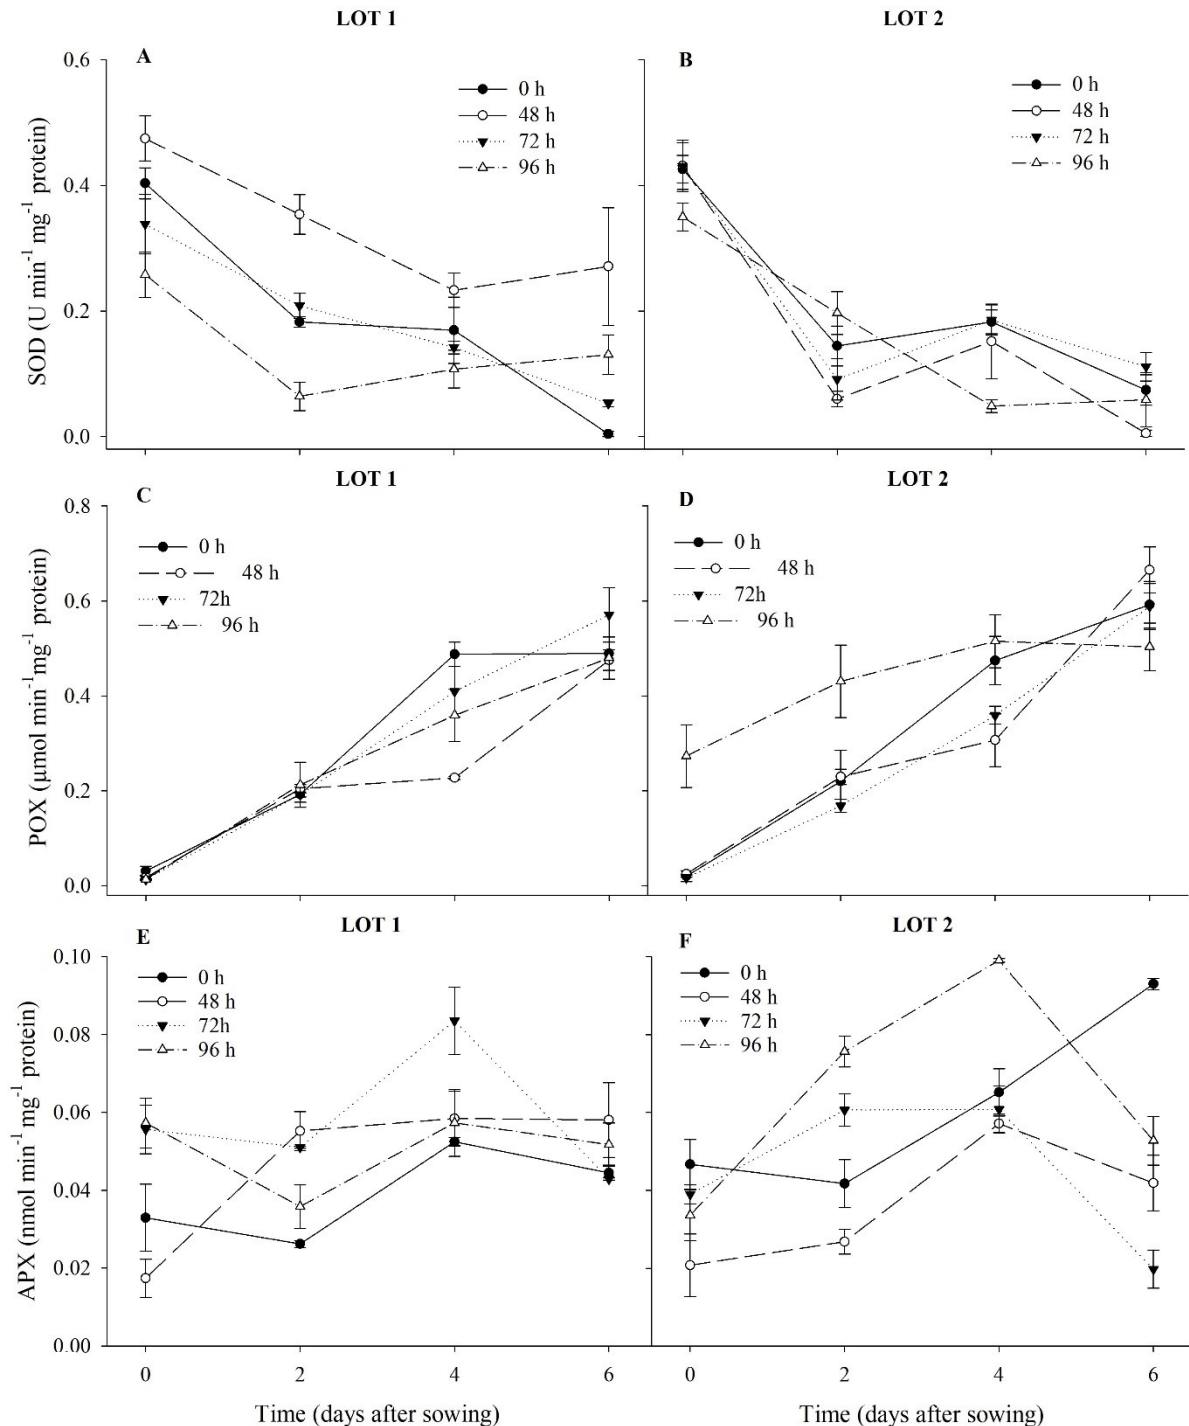 LOT 1
LOT 2
A
B
0.6
0.4
0.2
0.0
SOD (U min-1 mg-1 protein)
0 h
48 h
72 h
96 h
0 h
48 h
72 h
96 h
LOT 1
LOT 2
C
D
0.8
0.6
0.4
0.2
0.0
POX (µmol min-1mg-1 protein)
0 h
48 h
72h
96 h
0 h
48 h
72h
96 h
LOT 1
LOT 2
E
F
0.10
0.08
0.06
0.04
0.02
0.00
APX (nmol min-1 mg-1 protein)
0 h
48 h
72h
96 h
0 h
48 h
72 h
96 h
0 2 4 6
0 2 4 6
Time (days after sowing)
Time (days after sowing)